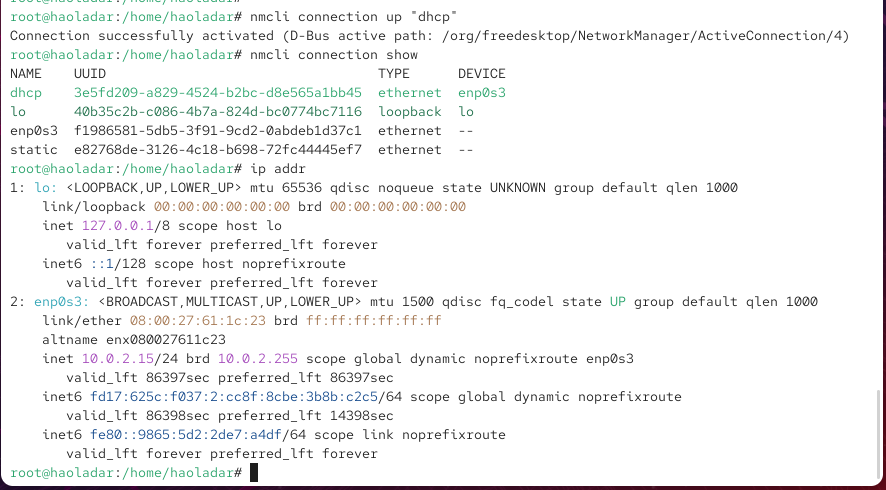 root@haoladar:/home/haoladar# nmcli connection up "dhcp"
Connection successfully activated (D-Bus active path: /org/freedesktop/NetworkManager/ActiveConnection/4)
root@haoladar:/home/haoladar# nmcli connection show
NAME    UUID                                  TYPE      DEVICE
dhcp    3e5fd209-a829-4524-b2bc-d8e565a1bb45  ethernet  enp0s3
lo      40b35c2b-c086-4b7a-824d-bc0774bc7116  loopback  lo
enp0s3  f1986581-5db5-3f91-9cd2-0abdeb1d37c1  ethernet  --
static  e82768de-3126-4c18-b698-72fc44445ef7  ethernet  --
root@haoladar:/home/haoladar# ip addr
1: lo: <LOOPBACK,UP,LOWER_UP> mtu 65536 qdisc noqueue state UNKNOWN group default qlen 1000
    link/loopback 00:00:00:00:00:00 brd 00:00:00:00:00:00
    inet 127.0.0.1/8 scope host lo
       valid_lft forever preferred_lft forever
    inet6 ::1/128 scope host noprefixroute
       valid_lft forever preferred_lft forever
2: enp0s3: <BROADCAST,MULTICAST,UP,LOWER_UP> mtu 1500 qdisc fq_codel state UP group default qlen 1000
    link/ether 08:00:27:61:1c:23 brd ff:ff:ff:ff:ff:ff
    altname enx080027611c23
    inet 10.0.2.15/24 brd 10.0.2.255 scope global dynamic noprefixroute enp0s3
       valid_lft 86397sec preferred_lft 86397sec
    inet6 fd17:625c:f037:2:cc8f:8cbe:3b8b:c2c5/64 scope global dynamic noprefixroute
       valid_lft 86398sec preferred_lft 14398sec
    inet6 fe80::9865:5d2:2de7:a4df/64 scope link noprefixroute
       valid_lft forever preferred_lft forever
root@haoladar:/home/haoladar#